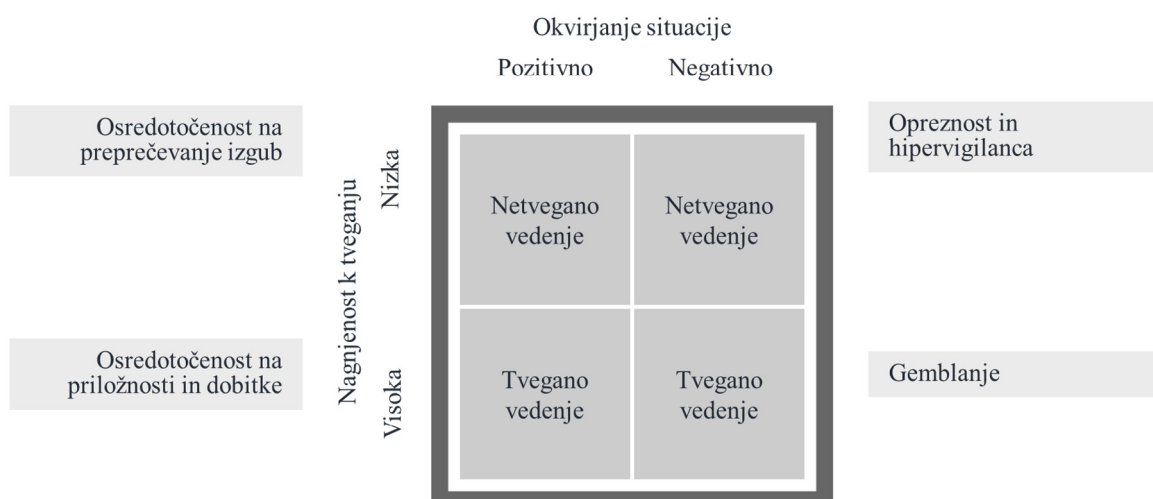 Okvirjanje situacije
Pozitivno
Negativno
Osredotočenost na
preprečevanje izgub
Opreznost in
hipervigilanca
Nagnjenost k tveganju
Nizka
Netvegano
vedenje
Netvegano
vedenje
Osredotočenost na
priložnosti in dobitke
Visoka
Tvegano
vedenje
Tvegano
vedenje
Gemblanje